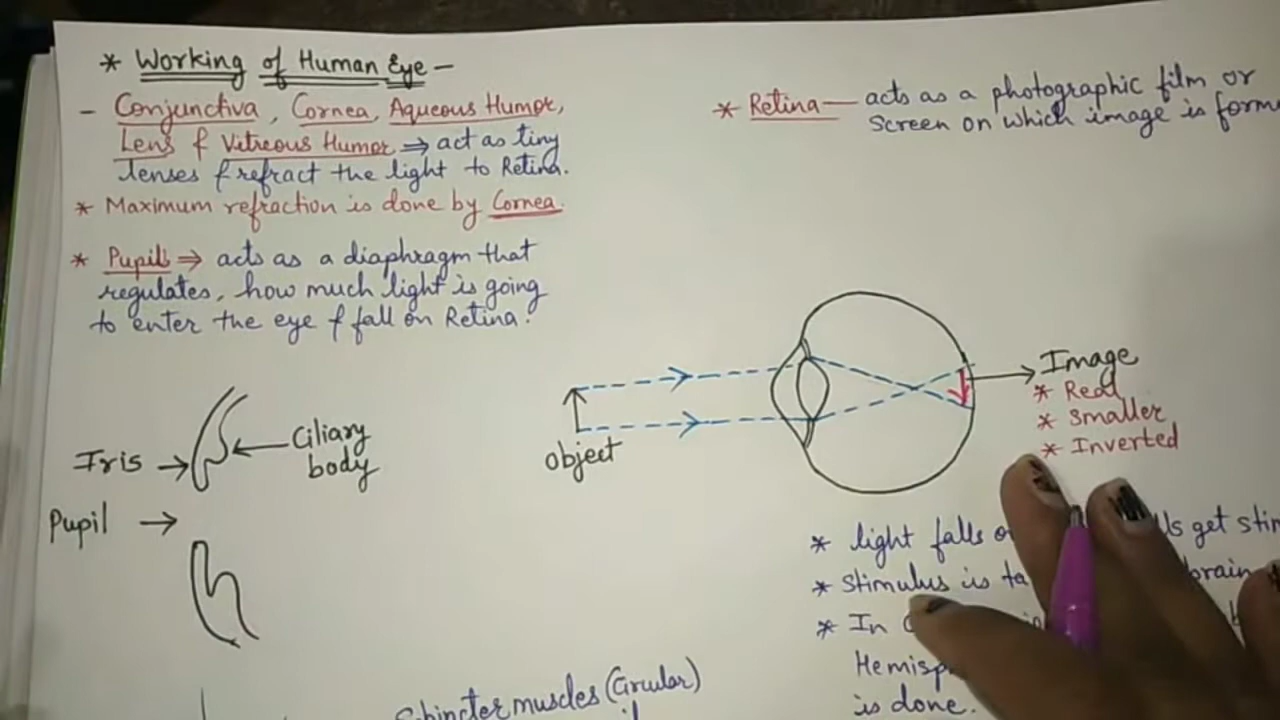 * Working of Human Eye –
- Conjunctiva, Cornea, Aqueous Humor,
Lens & Vitreous Humor ⇒ act as tiny
lenses & refract the light to Retina.
* Maximum refraction is done by Cornea.
* Pupil ⇒ acts as a diaphragm that
regulates, how much light is going
to enter the eye & fall on Retina.
Iris →
← Ciliary
body
Pupil →
* Retina — acts as a photographic film or
screen on which image is
object
→ Image
* Real
* Smaller
* Inverted
* light falls get
* Stimulus is brain
* In
is done.
Sphincter muscles (Circular)